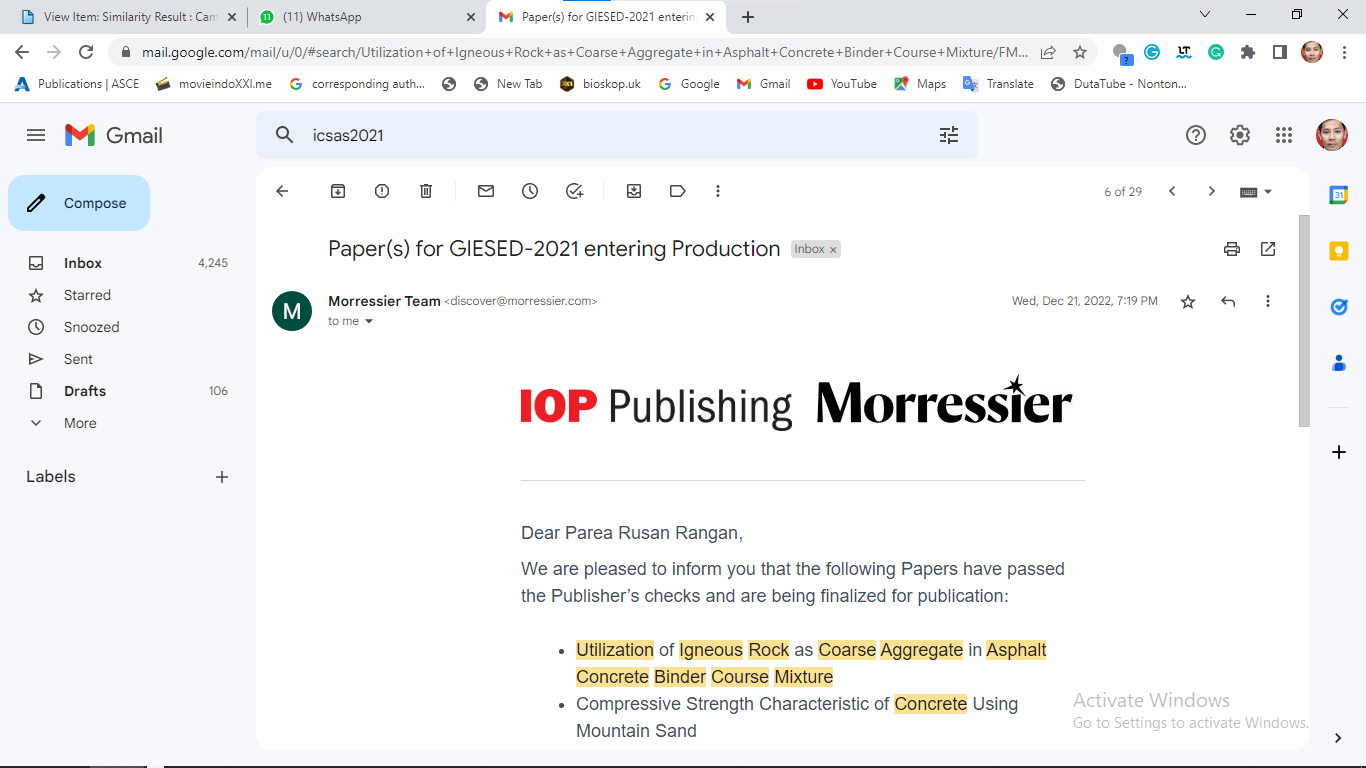 View Item: Similarity Result : Cam
(11) WhatsApp
Paper(s) for GIESED-2021 enterin
mail.google.com/mail/u/0/#search/Utilization+of+Igneous+Rock+as+Coarse+Aggregate+in+Asphalt+Concrete+Binder+Course+Mixture/FM...
Publications | ASCE
movieindoXXI.me
corresponding auth...
New Tab
bioskop.uk
Google
Gmail
YouTube
Maps
Translate
DutaTube - Nonton...
Gmail
icsas2021
Compose
6 of 29
Inbox 4,245
Starred
Snoozed
Sent
Drafts 106
More
Labels
Paper(s) for GIESED-2021 entering Production Inbox ×
M
Morressier Team <discover@morressier.com>
Wed, Dec 21, 2022, 7:19 PM
to me
IOP Publishing Morressier
Dear Parea Rusan Rangan,
We are pleased to inform you that the following Papers have passed
the Publisher's checks and are being finalized for publication:
• Utilization of Igneous Rock as Coarse Aggregate in Asphalt
Concrete Binder Course Mixture
• Compressive Strength Characteristic of Concrete Using
Mountain Sand
Activate Windows
Go to Settings to activate Windows.